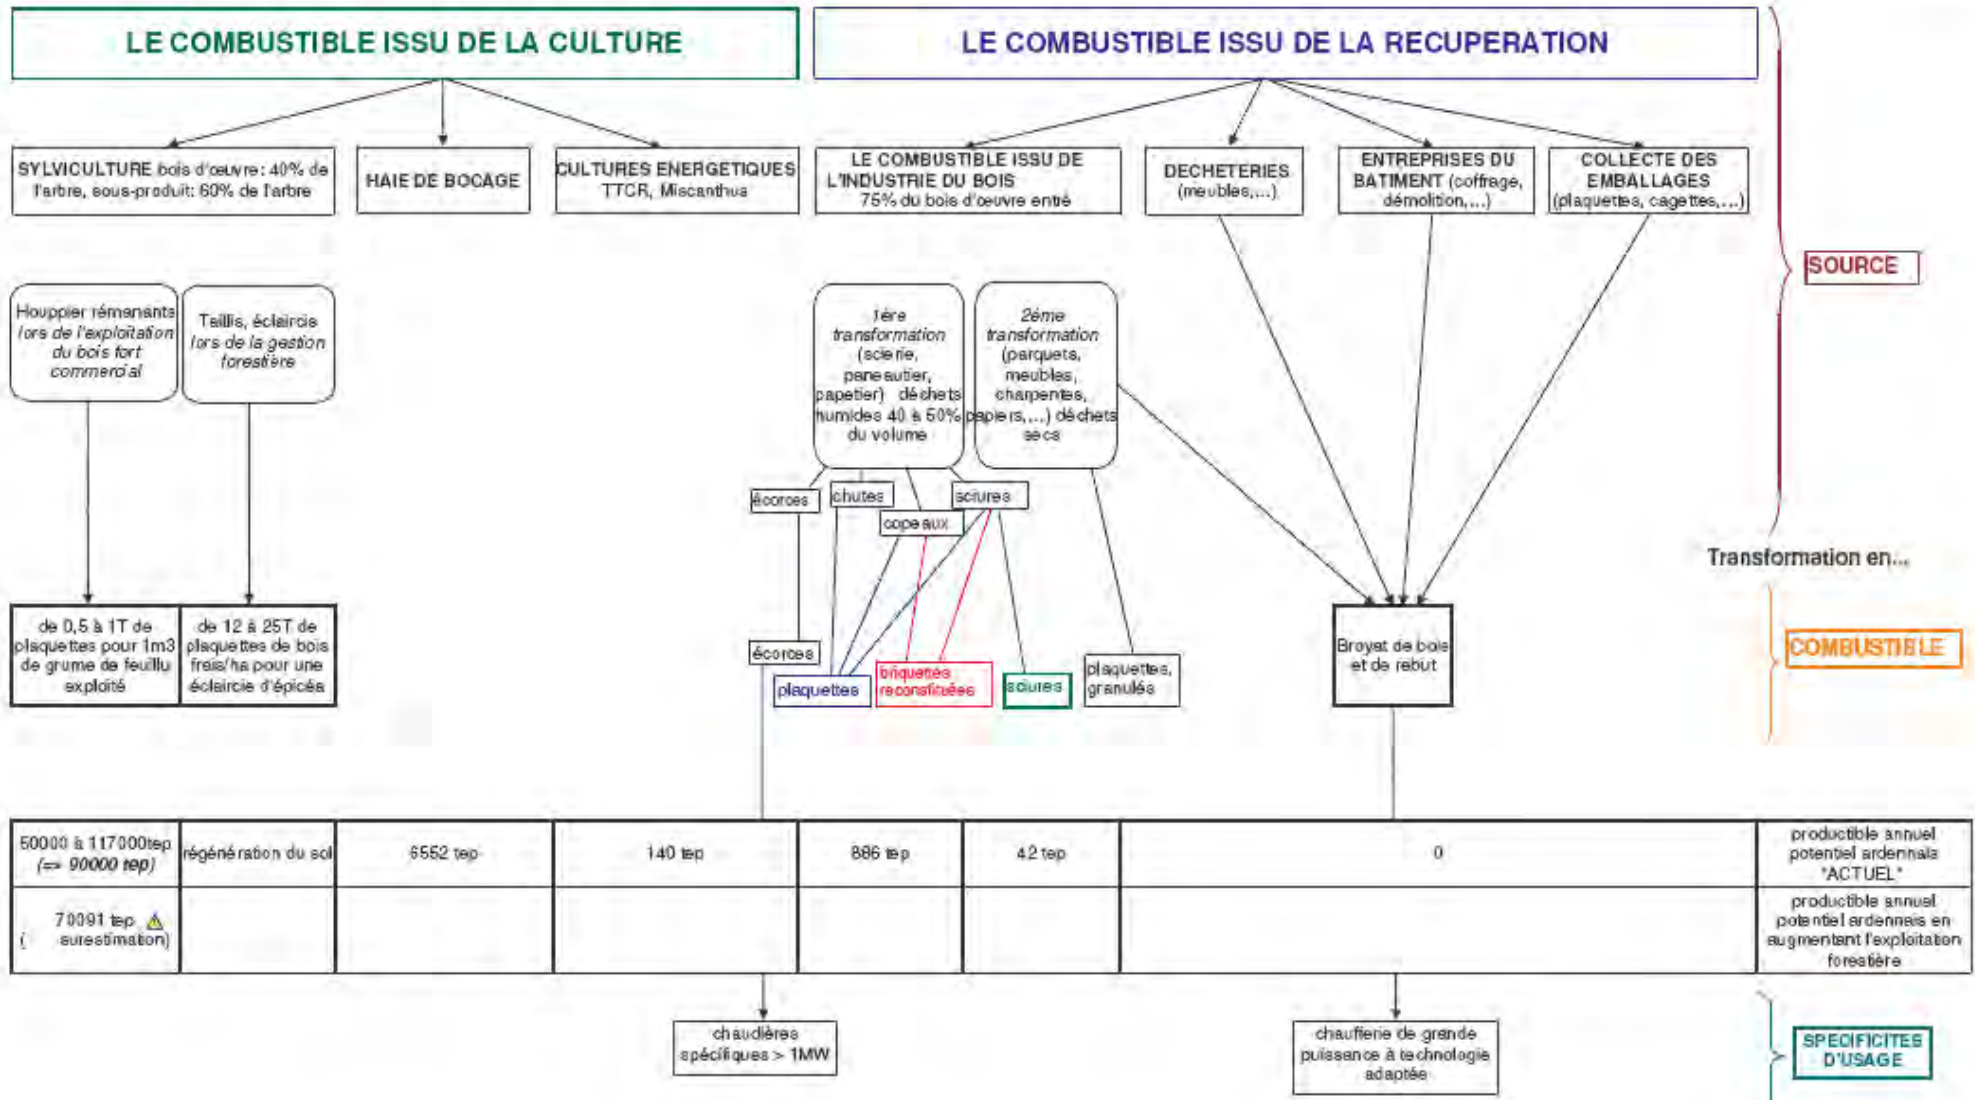 LE COMBUSTIBLE ISSU DE LA CULTURE
LE COMBUSTIBLE ISSU DE LA RECUPERATION
SYLVICULTURE bois d'œuvre: 40% de
l'arbre, sous-produit: 60% de l'arbre
HAIE DE BOCAGE
CULTURES ENERGETIQUES
TTCR, Miscanthus
LE COMBUSTIBLE ISSU DE
L'INDUSTRIE DU BOIS
75% du bois d'œuvre entré
DECHETERIES
(meubles,...)
ENTREPRISES DU
BATIMENT (coffrage,
démolition,...)
COLLECTE DES
EMBALLAGES
(plaquettes, cagettes,...)
SOURCE
Houppier rémanants
lors de l'exploitation
du bois fort
commercial
Taillis, éclaircis
lors de la gestion
forestière
1ère
transformation
(scierie,
paneautier,
papetier) déchets
humides 40 à 50%
du volume
2ème
transformation
(parquets,
meubles,
charpentes,
papiers,...) déchets
secs
écorces
chutes
copeaux
sciures
Transformation en...
de 0,5 à 1T de
plaquettes pour 1m3
de grume de feuillu
exploité
de 12 à 25T de
plaquettes de bois
frais/ha pour une
éclaircie d'épicéa
écorces
plaquettes
briquettes
reconstituées
sciures
plaquettes,
granulés
Broyat de bois
et de rebut
COMBUSTIBLE
50000 à 117000tep
(=> 90000 tep)
régénération du sol
6552 tep
140 tep
886 tep
42 tep
0
productible annuel
potentiel ardennais
"ACTUEL"
70091 tep
( surestimation)
productible annuel
potentiel ardennais en
augmentant l'exploitation
forestière
chaudières
spécifiques > 1MW
chaufferie de grande
puissance à technologie
adaptée
SPECIFICITES
D'USAGE